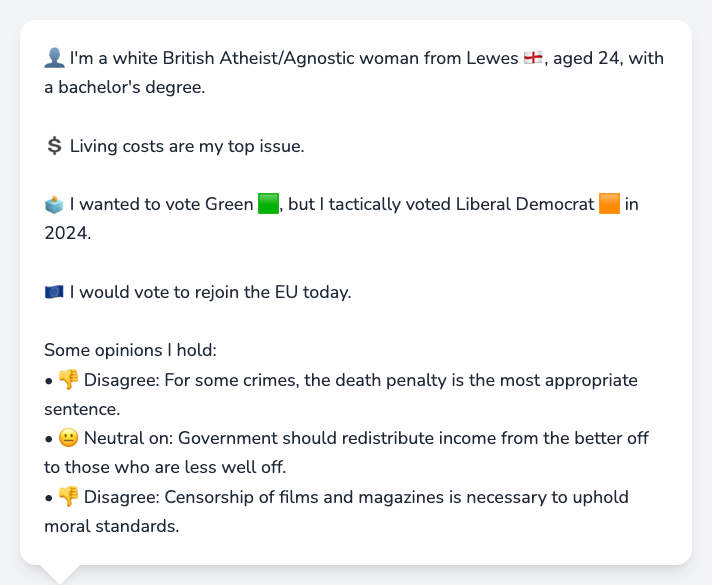 👤 I'm a white British Atheist/Agnostic woman from Lewes 🏴󠁧󠁢󠁥󠁮󠁧󠁿, aged 24, with
a bachelor's degree.
💲 Living costs are my top issue.
🗳️ I wanted to vote Green 🟩, but I tactically voted Liberal Democrat 🟧 in
2024.
🇪🇺 I would vote to rejoin the EU today.
Some opinions I hold:
• 👎 Disagree: For some crimes, the death penalty is the most appropriate
sentence.
• 😐 Neutral on: Government should redistribute income from the better off
to those who are less well off.
• 👎 Disagree: Censorship of films and magazines is necessary to uphold
moral standards.